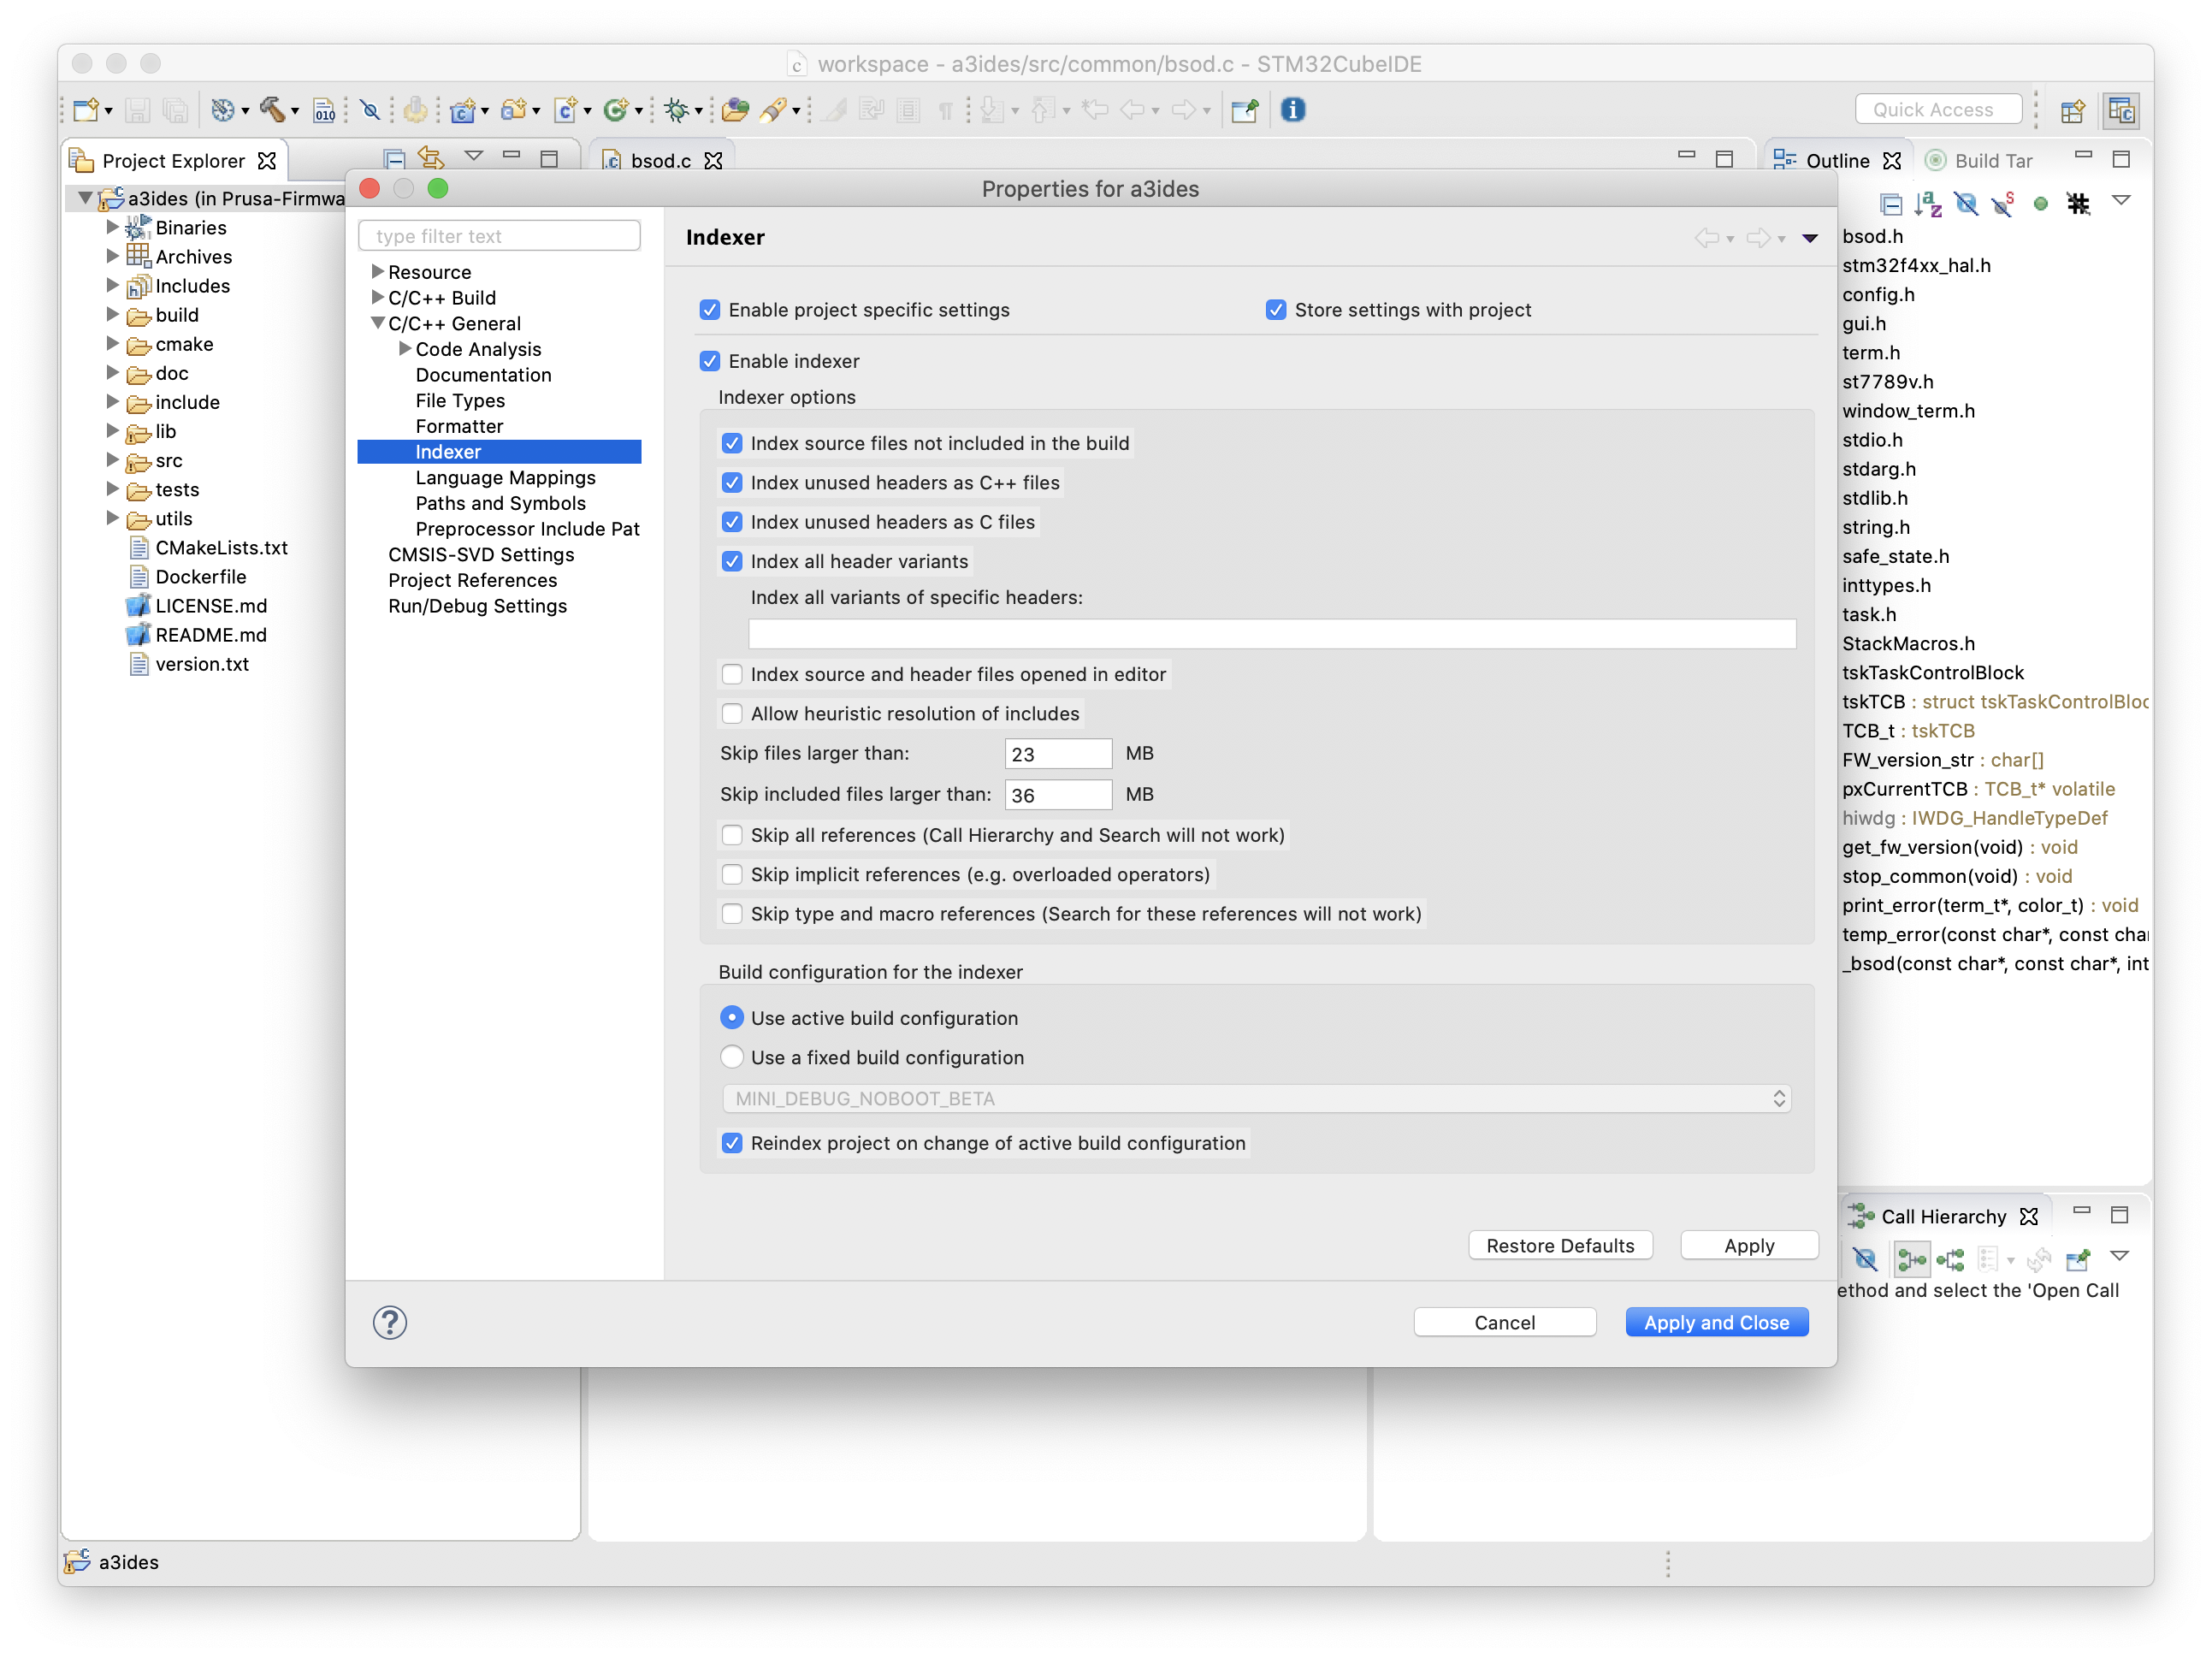 workspace - a3ides/src/common/bsod.c - STM32CubeIDE
010
Quick Access
Project Explorer
bsod.c
Outline
Build Tar
a3ides (in Prusa-Firmwa
Binaries
Archives
Includes
build
cmake
doc
include
lib
src
tests
utils
CMakeLists.txt
Dockerfile
LICENSE.md
README.md
version.txt
Properties for a3ides
type filter text
Resource
C/C++ Build
C/C++ General
Code Analysis
Documentation
File Types
Formatter
Indexer
Language Mappings
Paths and Symbols
Preprocessor Include Pat
CMSIS-SVD Settings
Project References
Run/Debug Settings
Indexer
Enable project specific settings
Store settings with project
Enable indexer
Indexer options
Index source files not included in the build
Index unused headers as C++ files
Index unused headers as C files
Index all header variants
Index all variants of specific headers:
Index source and header files opened in editor
Allow heuristic resolution of includes
Skip files larger than: 23 MB
Skip included files larger than: 36 MB
Skip all references (Call Hierarchy and Search will not work)
Skip implicit references (e.g. overloaded operators)
Skip type and macro references (Search for these references will not work)
Build configuration for the indexer
Use active build configuration
Use a fixed build configuration
MINI_DEBUG_NOBOOT_BETA
Reindex project on change of active build configuration
Restore Defaults
Apply
Cancel
Apply and Close
bsod.h
stm32f4xx_hal.h
config.h
gui.h
term.h
st7789v.h
window_term.h
stdio.h
stdarg.h
stdlib.h
string.h
safe_state.h
inttypes.h
task.h
StackMacros.h
tskTaskControlBlock
tskTCB : struct tskTaskControlBloc
TCB_t : tskTCB
FW_version_str : char[]
pxCurrentTCB : TCB_t* volatile
hiwdg : IWDG_HandleTypeDef
get_fw_version(void) : void
stop_common(void) : void
print_error(term_t*, color_t) : void
temp_error(const char*, const char
_bsod(const char*, const char*, int
Call Hierarchy
ethod and select the 'Open Call
a3ides